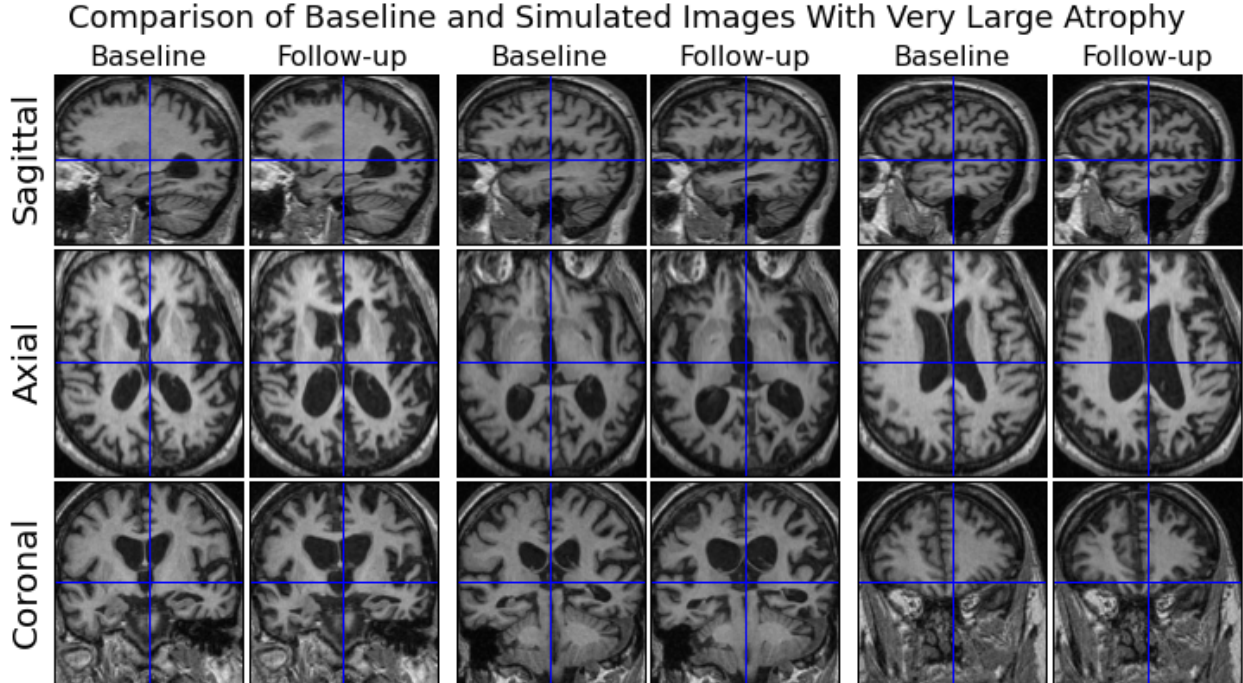 Comparison of Baseline and Simulated Images With Very Large Atrophy
Baseline Follow-up Baseline Follow-up Baseline Follow-up
Sagittal
Axial
Coronal